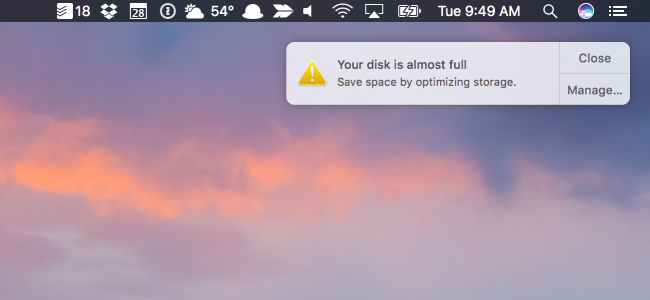 18 28 54° Tue 9:49 AM
Your disk is almost full
Close
Save space by optimizing storage.
Manage...